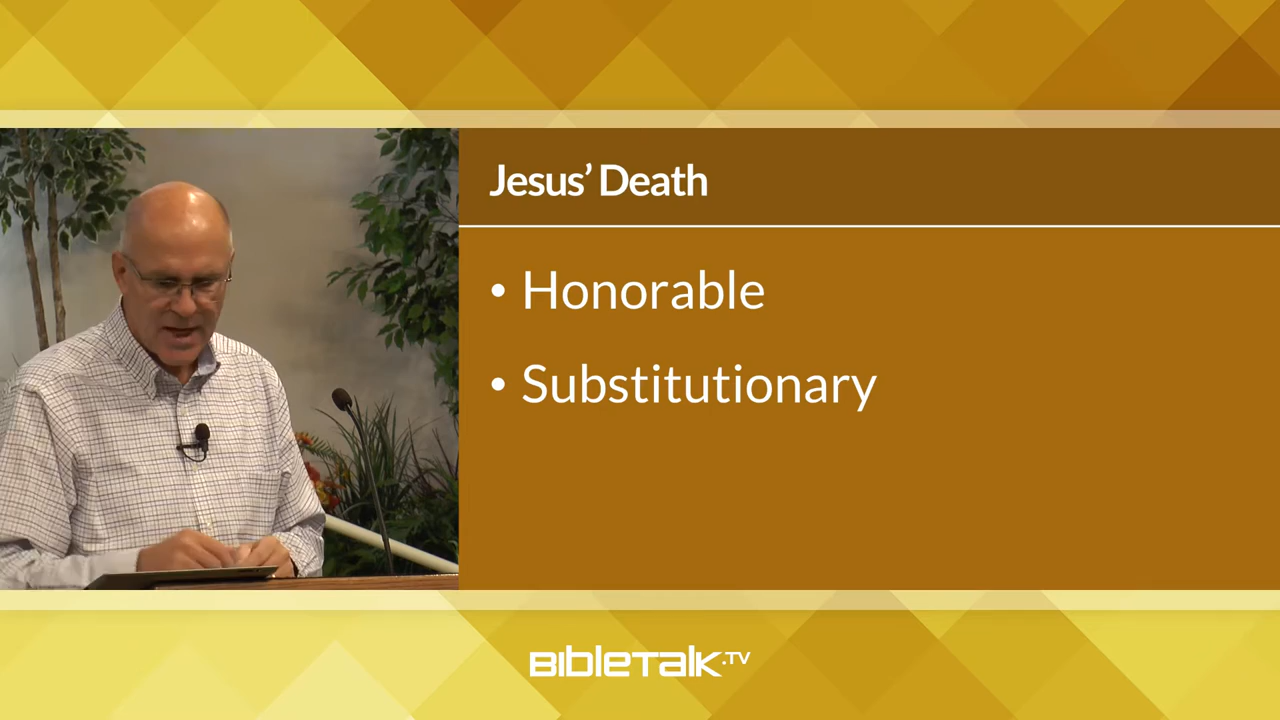 Jesus’ Death
• Honorable
• Substitutionary
BibleTalk.TV